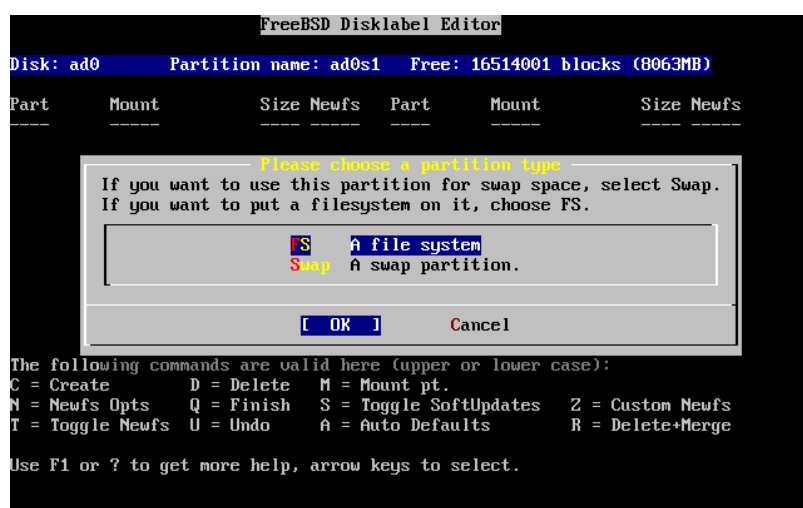 FreeBSD Disklabel Editor
Disk: ad0 Partition name: ad0s1 Free: 16514001 blocks (8063MB)
Part Mount Size Newfs Part Mount Size Newfs
---- ----- ---- ----- ---- ----- ---- -----
Please choose a partition type
If you want to use this partition for swap space, select Swap.
If you want to put a filesystem on it, choose FS.
FS A file system
Swap A swap partition.
[ OK ] Cancel
The following commands are valid here (upper or lower case):
C = Create D = Delete M = Mount pt.
N = Newfs Opts Q = Finish S = Toggle SoftUpdates Z = Custom Newfs
T = Toggle Newfs U = Undo A = Auto Defaults R = Delete+Merge
Use F1 or ? to get more help, arrow keys to select.